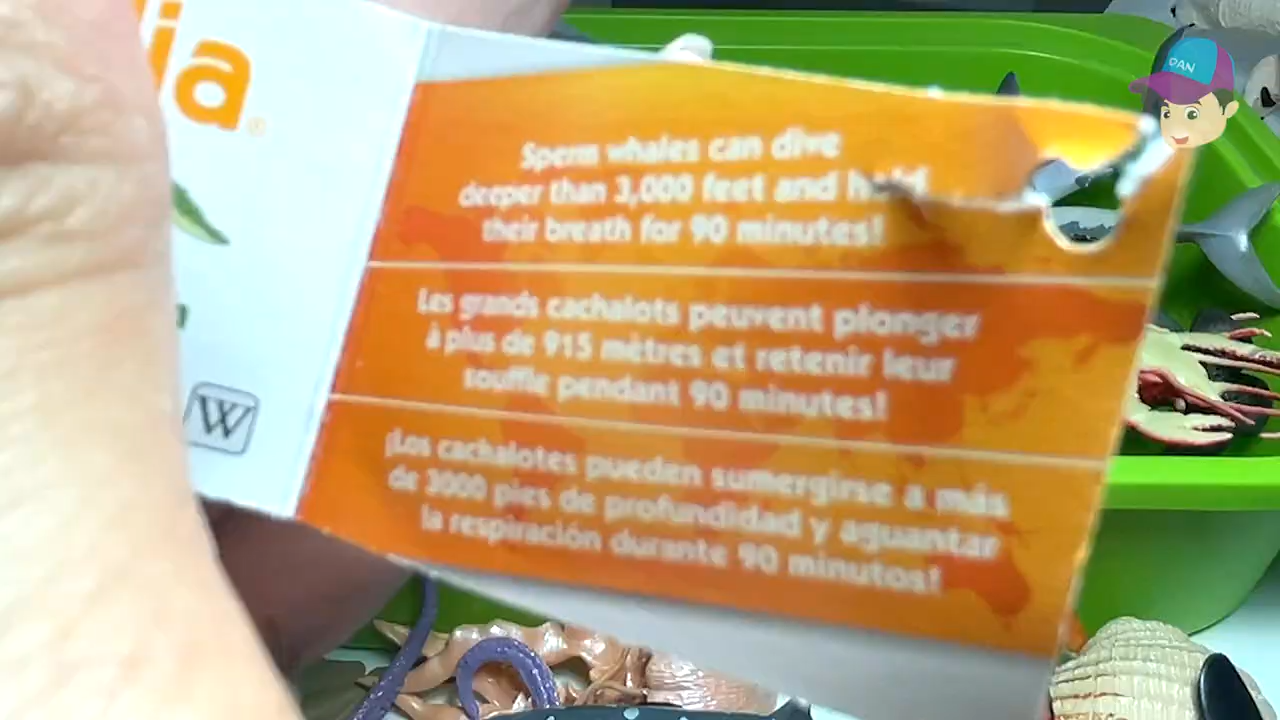 lia®
Sperm whales can dive
deeper than 3,000 feet and hold
their breath for 90 minutes!
Les grands cachalots peuvent plonger
à plus de 915 mètres et retenir leur
souffle pendant 90 minutes!
¡Los cachalotes pueden sumergirse a más
de 3000 pies de profundidad y aguantar
la respiración durante 90 minutos!
W
DAN